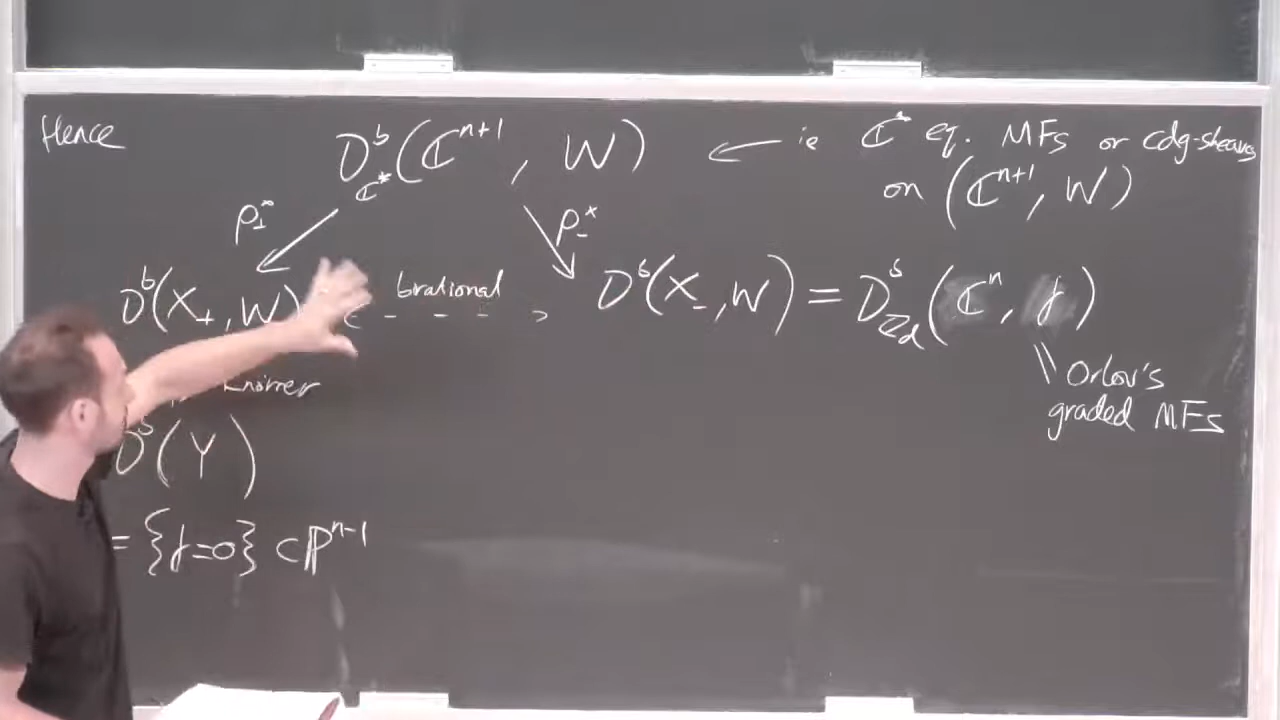 Hence D^b_{ℂ*}(ℂ^{n+1}, W) ← ie ℂ* eq. MFs or cdg-sheaves
on (ℂ^{n+1}, W)
ρ_+^* ρ_-^*
D^b(X_+, W) birational D^b(X_-, W) = D^b_{ℤ_d}(ℂ^n, f)
Knörrer
Orlov's
graded MFs
D^b(Y)
= {f=0} ⊂ ℙ^{n-1}